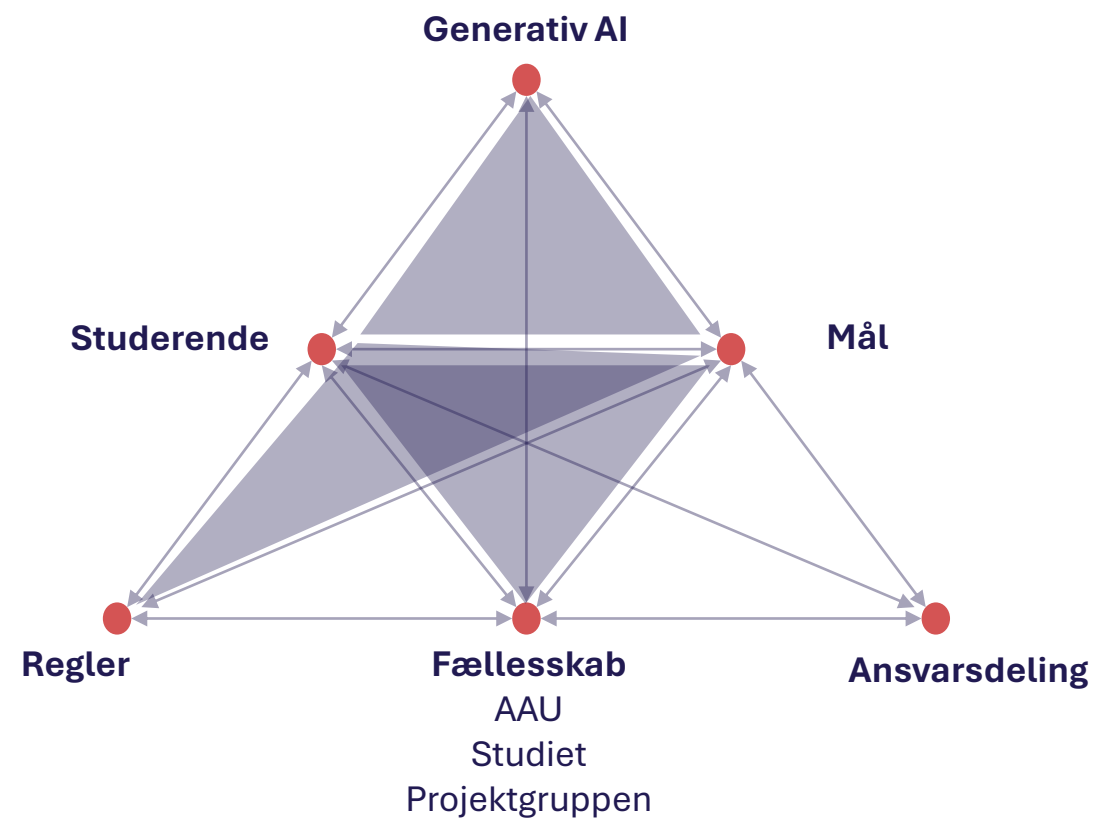 Generativ AI
Studerende
Mål
Regler
Fællesskab
Ansvarsdeling
AAU
Studiet
Projektgruppen